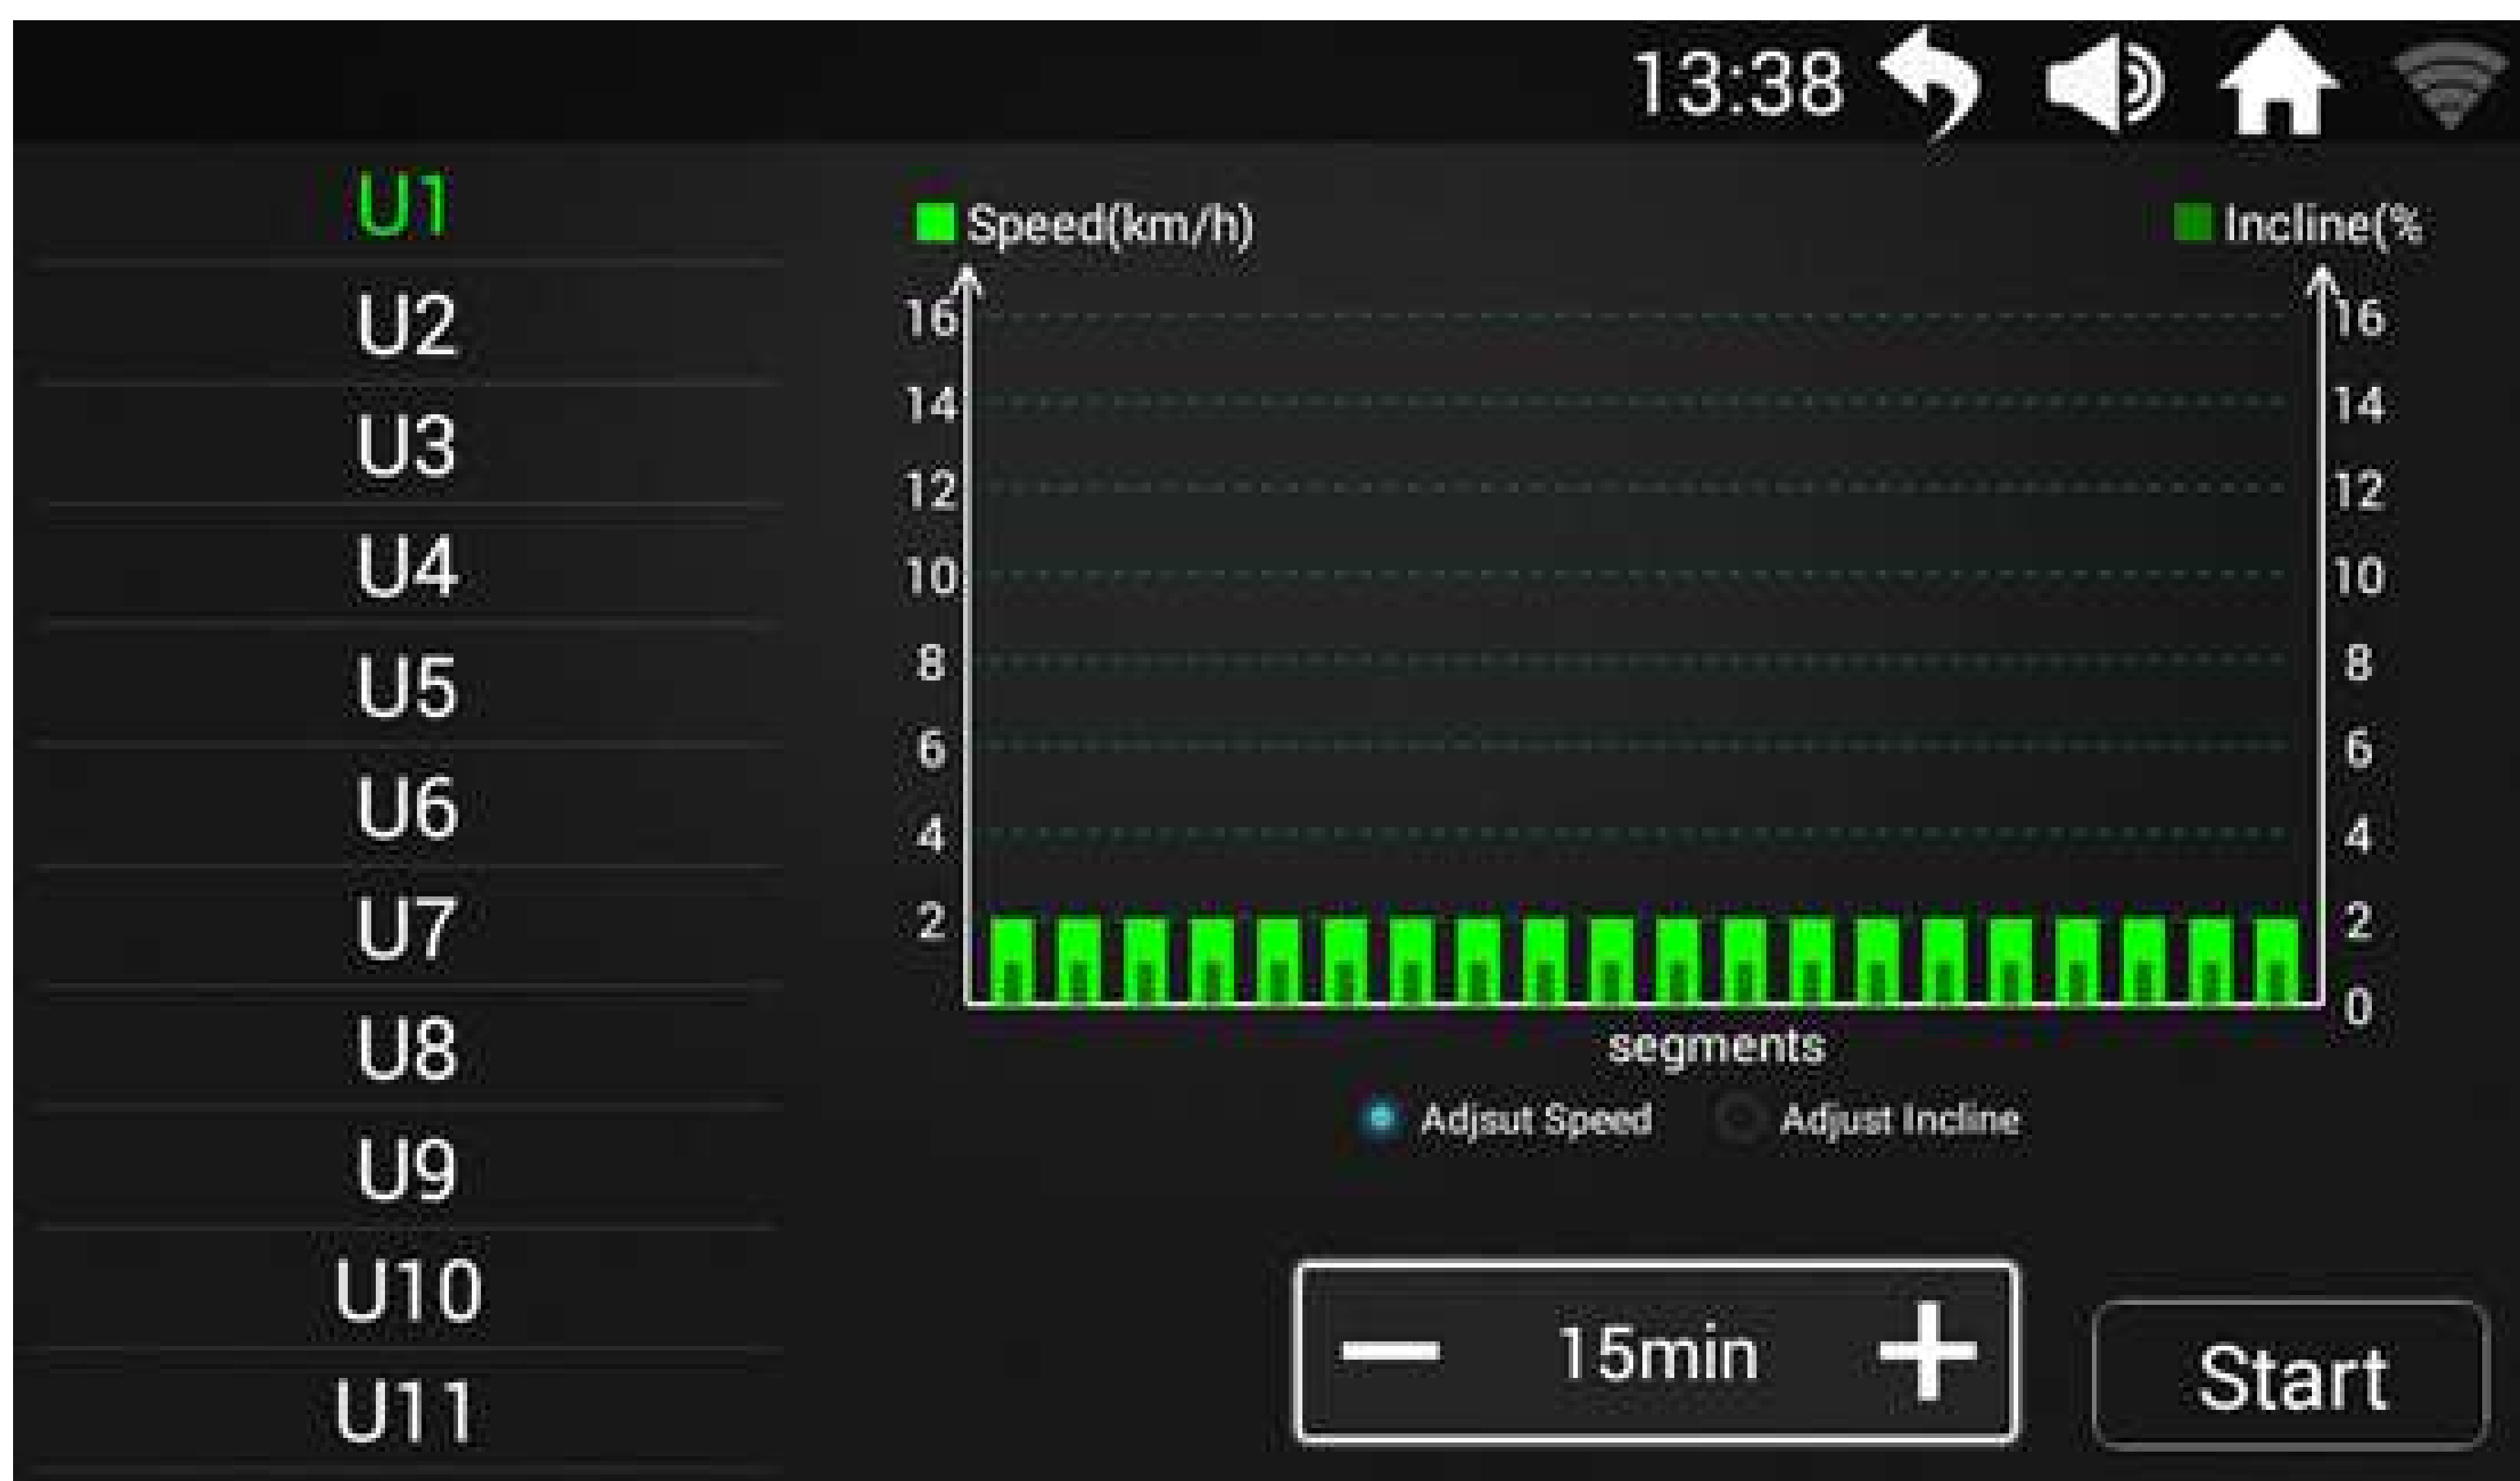 13:38
U1
U2
U3
U4
U5
U6
U7
U8
U9
U10
U11
Speed(km/h)
Incline(%
16 16
14 14
12 12
10 10
8 8
6 6
4 4
2 2
0
segments
Adjsut Speed Adjust Incline
15min
Start